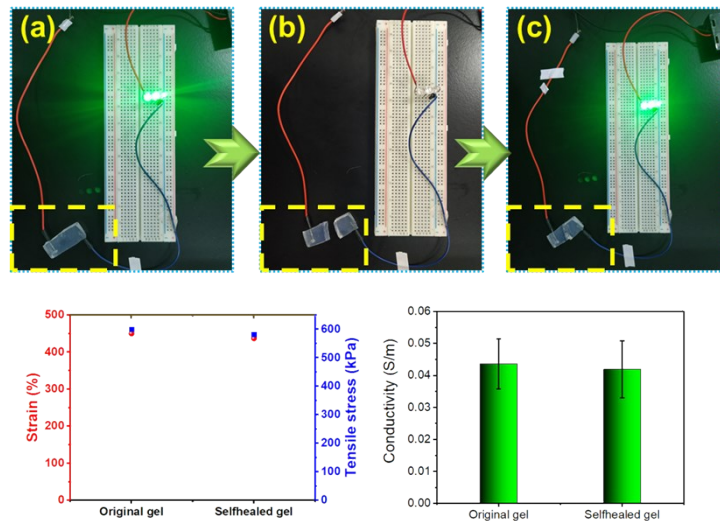 (a)
(b)
(c)
500
400
300
200
100
0
Strain (%)
600
500
400
300
200
100
0
Tensile stress (kPa)
Original gel
Selfhealed gel
0.06
0.05
0.04
0.03
0.02
0.01
0.00
Conductivity (S/m)
Original gel
Selfhealed gel